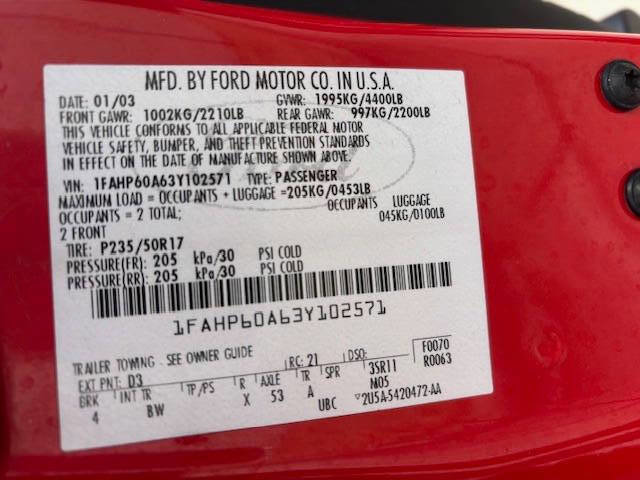 MFD. BY FORD MOTOR CO. IN U.S.A.
DATE: 01/03 GVWR: 1995KG/4400LB
FRONT GAWR: 1002KG/2210LB REAR GAWR: 997KG/2200LB
THIS VEHICLE CONFORMS TO ALL APPLICABLE FEDERAL MOTOR
VEHICLE SAFETY, BUMPER, AND THEFT PREVENTION STANDARDS
IN EFFECT ON THE DATE OF MANUFACTURE SHOWN ABOVE.
VIN: 1FAHP60A63Y102571 TYPE: PASSENGER
MAXIMUM LOAD = OCCUPANTS + LUGGAGE =205KG/0453LB
OCCUPANTS = 2 TOTAL; OCCUPANTS LUGGAGE
2 FRONT 045KG/0100LB
TIRE: P235/50R17
PRESSURE(FR): 205 kPa/30 PSI COLD
PRESSURE(RR): 205 kPa/30 PSI COLD
1FAHP60A63Y102571
TRAILER TOWING - SEE OWNER GUIDE F0070
EXT PNT: D3 RC: 21 DSO: R0063
BRK INT TR TP/PS R AXLE TR SPR 3SR11
4 BW X 53 A M05
UBC 2U5A-5420472-AA